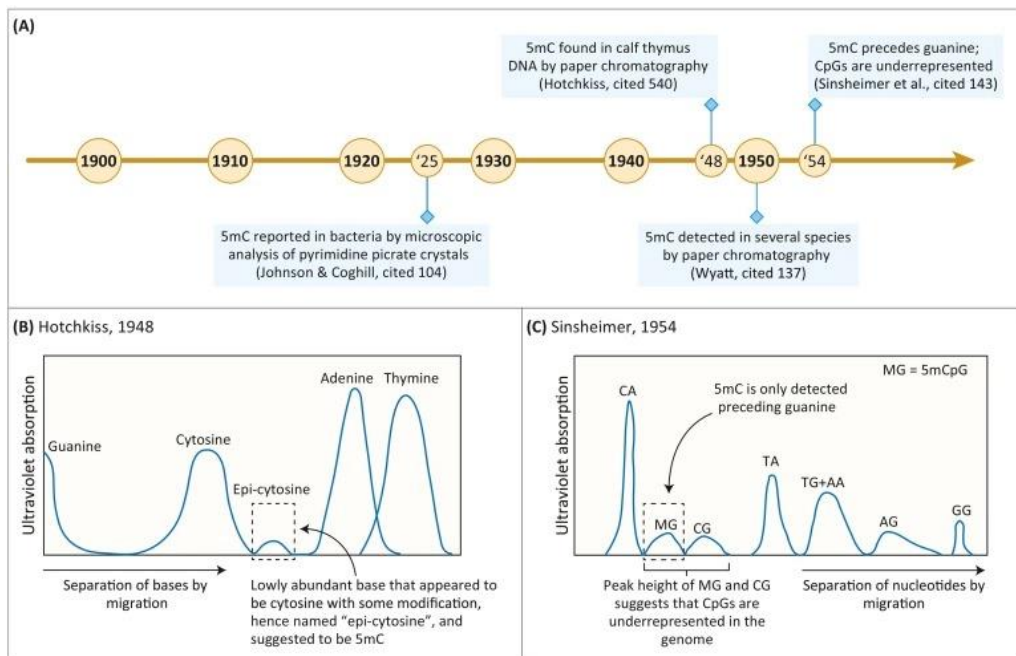 (A)
5mC found in calf thymus
DNA by paper chromatography
(Hotchkiss, cited 540)
5mC precedes guanine;
CpGs are underrepresented
(Sinsheimer et al., cited 143)
1900
1910
1920
‘25
1930
1940
‘48
1950
‘54
5mC reported in bacteria by microscopic
analysis of pyrimidine picrate crystals
(Johnson & Coghill, cited 104)
5mC detected in several species
by paper chromatography
(Wyatt, cited 137)
(B) Hotchkiss, 1948
Ultraviolet absorption
Guanine
Cytosine
Epi-cytosine
Adenine
Thymine
Separation of bases by
migration
Lowly abundant base that appeared to
be cytosine with some modification,
hence named “epi-cytosine”, and
suggested to be 5mC
(C) Sinsheimer, 1954
Ultraviolet absorption
MG = 5mCpG
5mC is only detected
preceding guanine
CA
MG
CG
TA
TG+AA
AG
GG
Peak height of MG and CG
suggests that CpGs are
underrepresented in the
genome
Separation of nucleotides by
migration